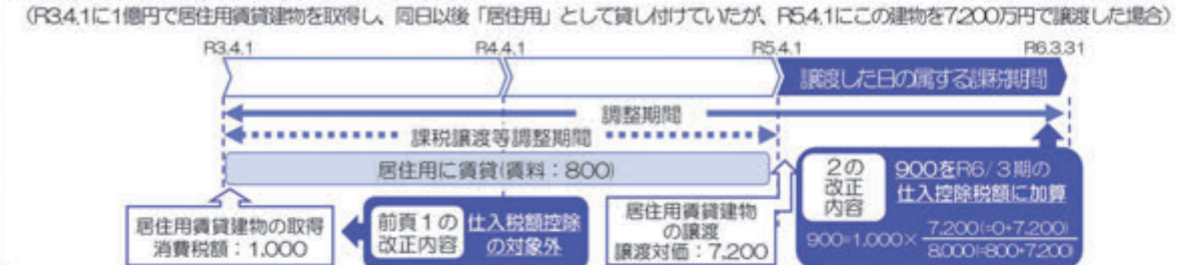 (R3.4.1に1億円で居住用賃貸建物を取得し、同日以後「居住用」として貸し付けていたが、R5.4.1にこの建物を7,200万円で譲渡した場合)
R3.4.1 R4.4.1 R5.4.1 R6.3.31
譲渡した日の属する課税期間
調整期間
課税譲渡等調整期間
居住用に賃貸(賃料:800)
居住用賃貸建物の取得
消費税額:1,000
前頁1の
改正内容
仕入税額控除
の対象外
居住用賃貸建物
の譲渡
譲渡対価:7,200
2の
改正
内容
900をR6/3期の
仕入控除税額に加算
900=1,000× 7,200(=0+7,200)
8,000(=800+7,200)